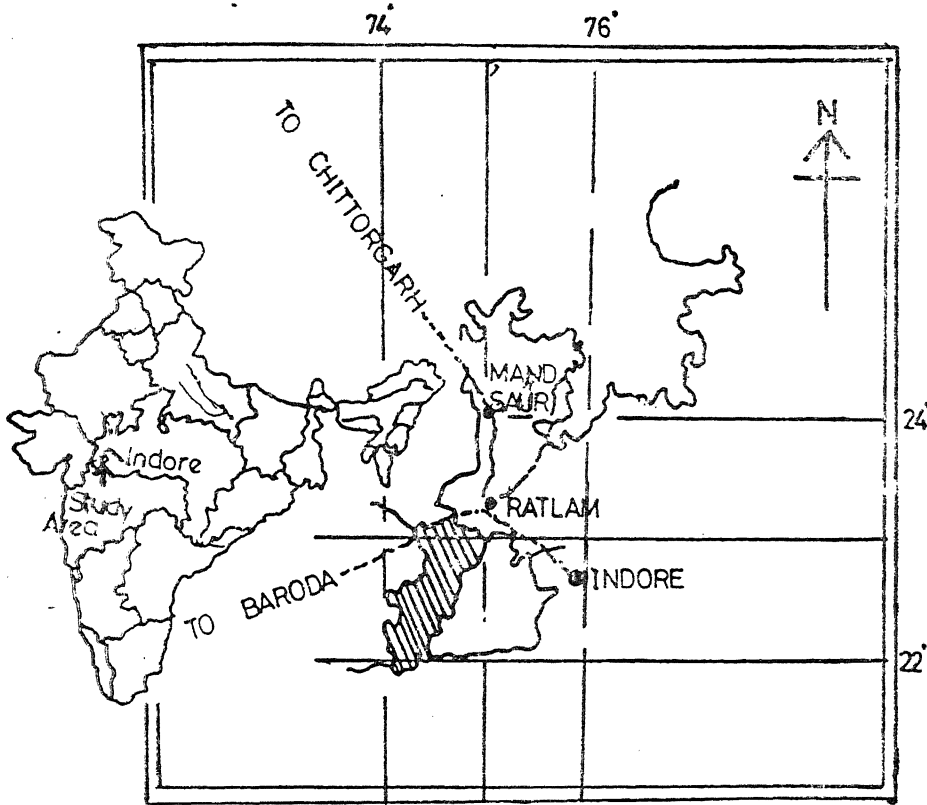 74°
76°
N
TO CHITTORGARH
MAND
SAUR
24°
Indore
Study
Area
RATLAM
INDORE
TO BARODA
22°